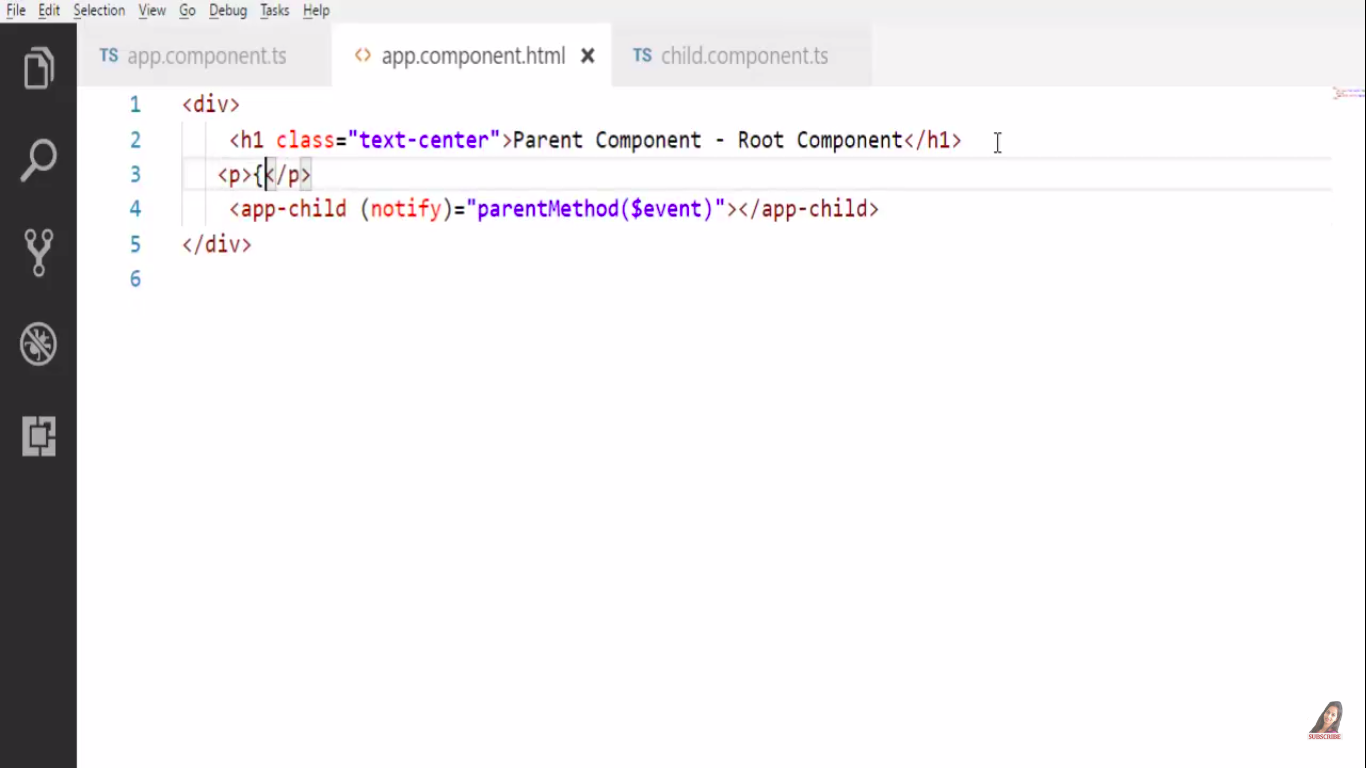 File Edit Selection View Go Debug Tasks Help
TS app.component.ts <> app.component.html × TS child.component.ts
1 <div>
2 <h1 class="text-center">Parent Component - Root Component</h1>
3 <p>{</p>
4 <app-child (notify)="parentMethod($event)"></app-child>
5 </div>
6
SUBSCRIBE